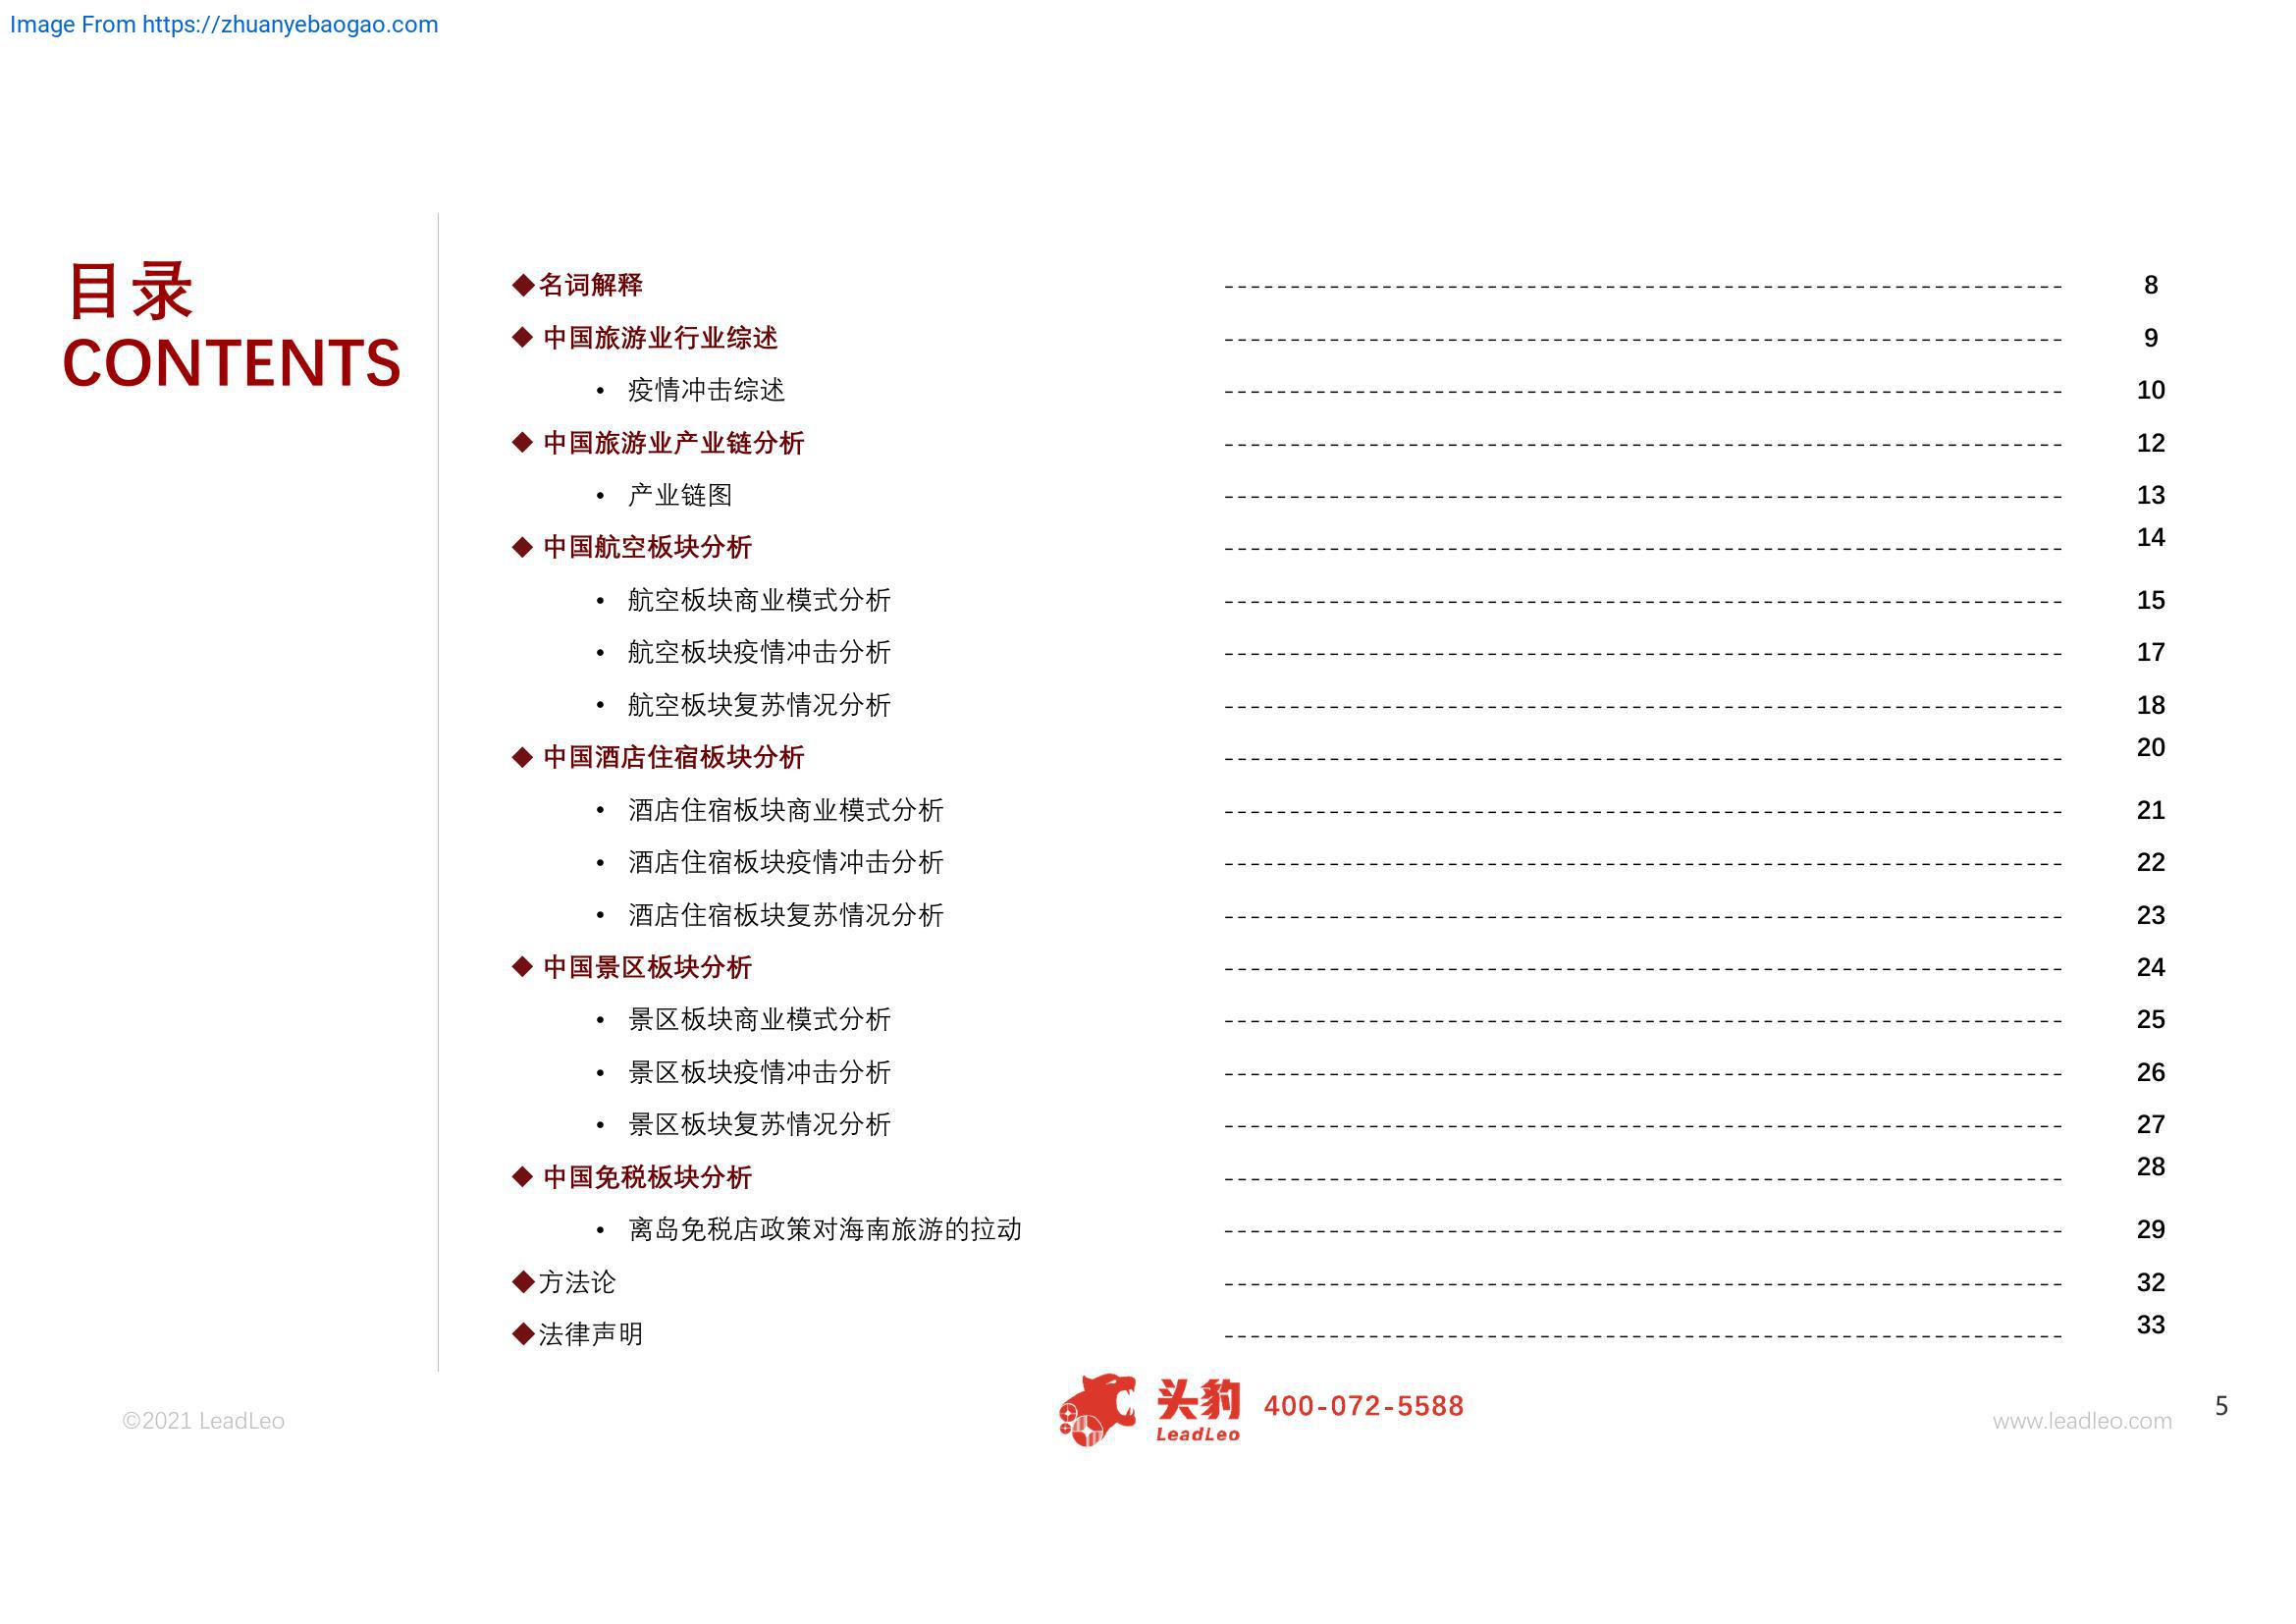 Image From https://zhuanyebaogao.com
目录
CONTENTS
◆名词解释 8
◆ 中国旅游业行业综述 9
• 疫情冲击综述 10
◆ 中国旅游业产业链分析 12
• 产业链图 13
◆ 中国航空板块分析 14
• 航空板块商业模式分析 15
• 航空板块疫情冲击分析 17
• 航空板块复苏情况分析 18
◆ 中国酒店住宿板块分析 20
• 酒店住宿板块商业模式分析 21
• 酒店住宿板块疫情冲击分析 22
• 酒店住宿板块复苏情况分析 23
◆ 中国景区板块分析 24
• 景区板块商业模式分析 25
• 景区板块疫情冲击分析 26
• 景区板块复苏情况分析 27
◆ 中国免税板块分析 28
• 离岛免税店政策对海南旅游的拉动 29
◆方法论 32
◆法律声明 33
©2021 LeadLeo
头豹
LeadLeo
400-072-5588
www.leadleo.com
5